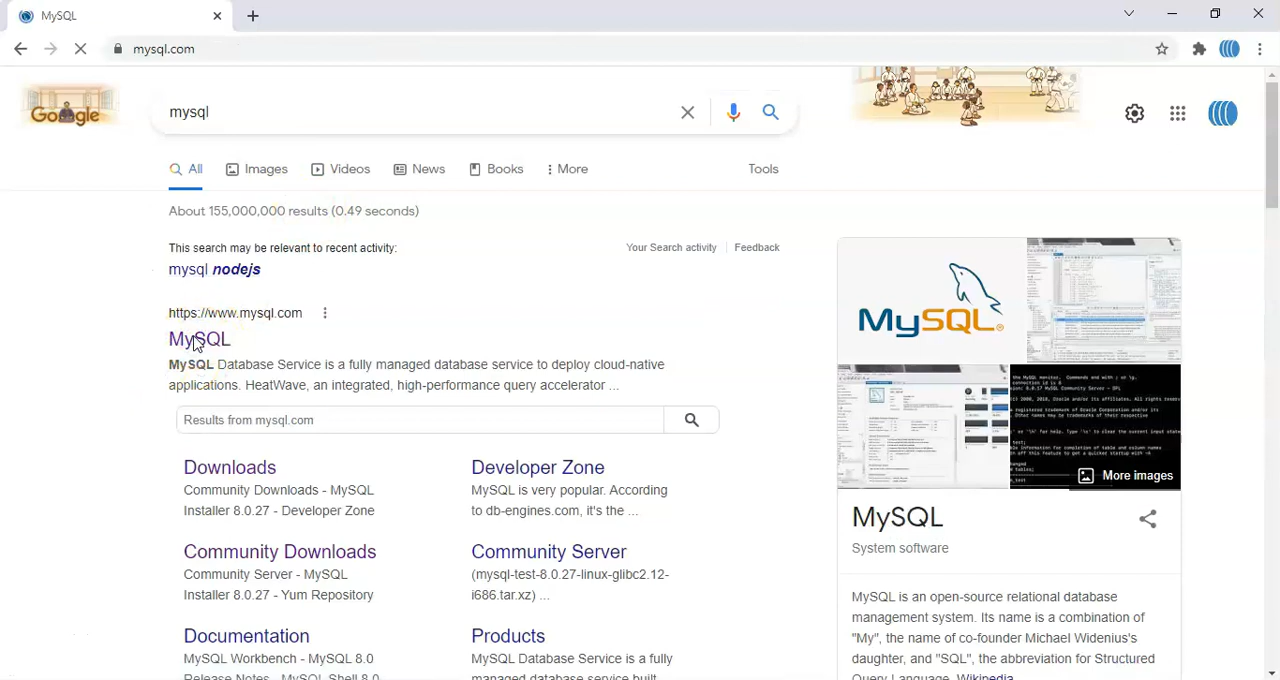 MySQL
mysql.com
Google
mysql
All
Images
Videos
News
Books
More
Tools
About 155,000,000 results (0.49 seconds)
This search may be relevant to recent activity:
Your Search activity
Feedback
mysql nodejs
https://www.mysql.com
MySQL
MySQL Database Service is a fully managed database service to deploy cloud-native
applications. HeatWave, an integrated, high-performance query accelerator ...
Results from mysql.com
Downloads
Community Downloads - MySQL
Installer 8.0.27 - Developer Zone
Developer Zone
MySQL is very popular. According
to db-engines.com, it's the ...
Community Downloads
Community Server - MySQL
Installer 8.0.27 - Yum Repository
Community Server
(mysql-test-8.0.27-linux-glibc2.12-
i686.tar.xz) ...
Documentation
MySQL Workbench - MySQL 8.0
Release Notes - MySQL Shell 8.0
Products
MySQL Database Service is a fully
managed database service built
MySQL
More images
MySQL
System software
MySQL is an open-source relational database
management system. Its name is a combination of
"My", the name of co-founder Michael Widenius's
daughter, and "SQL", the abbreviation for Structured
Query Language. Wikipedia